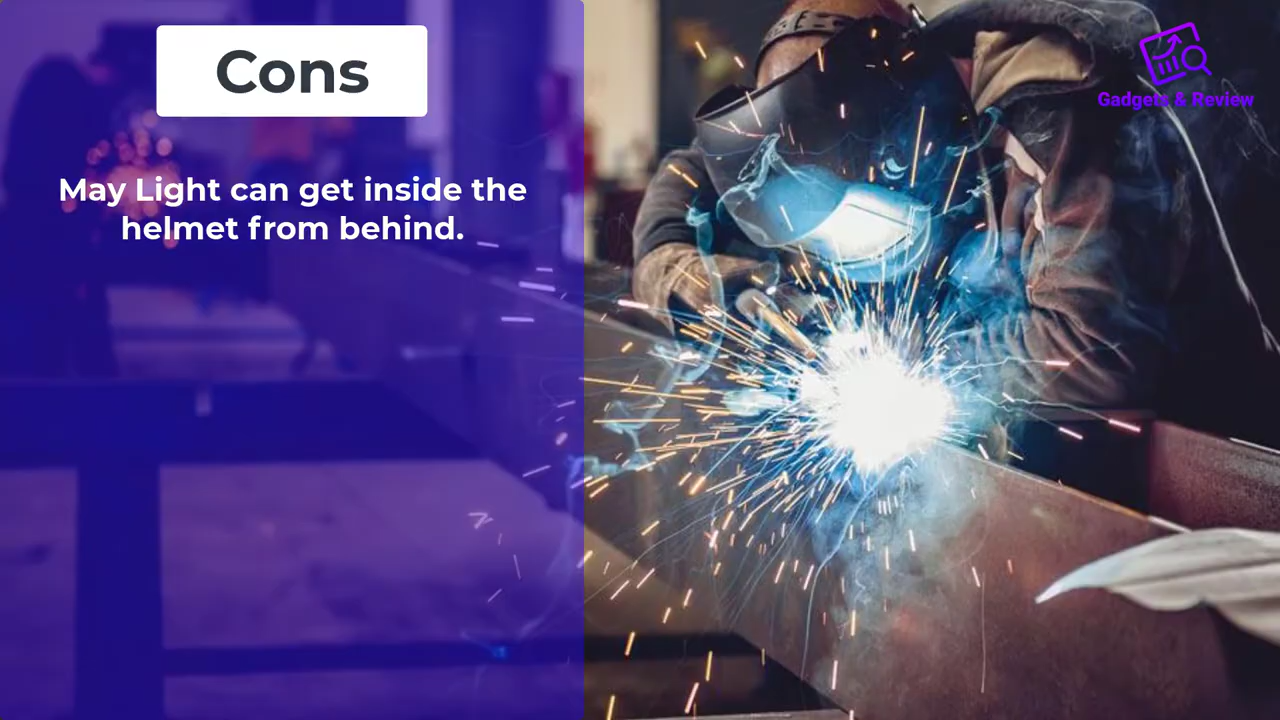 Cons
May Light can get inside the
helmet from behind.
Gadgets & Review